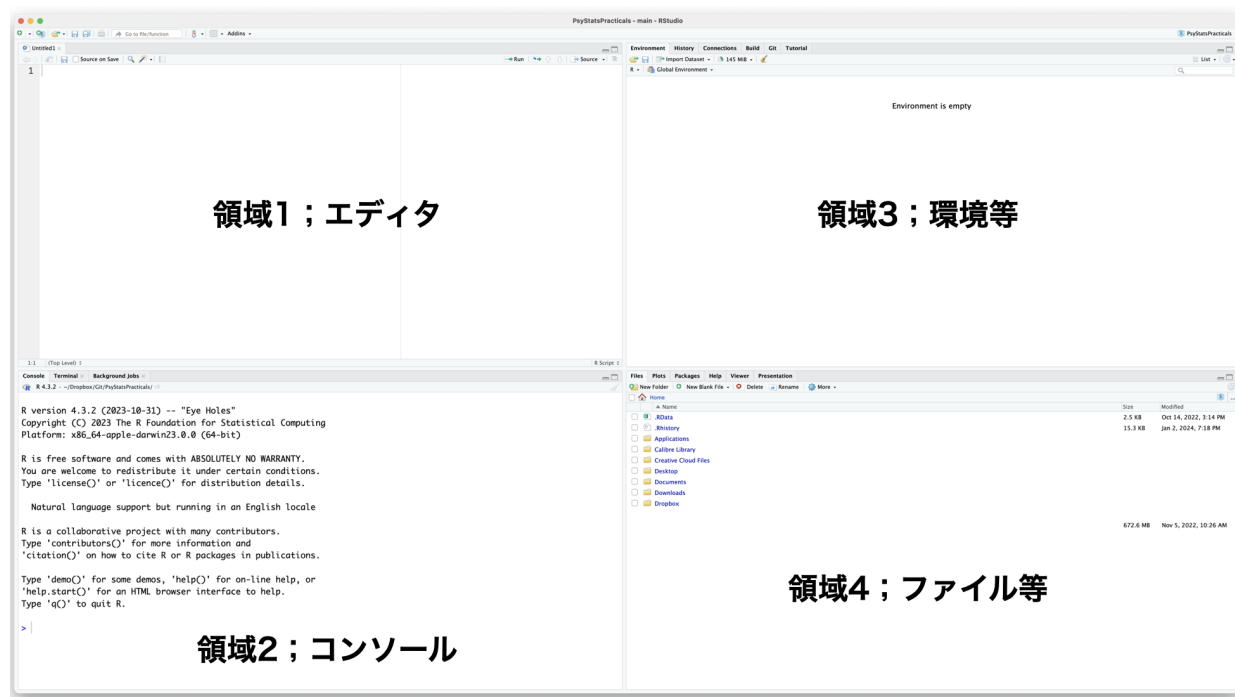 PsyStatsPracticals - main - RStudio
Go to file/function
Addins
PsyStatsPracticals
Untitled1
Source on Save
Run
Source
1
領域1；エディタ
1:1
(Top Level)
R Script
Console Terminal Background Jobs
R 4.3.2 · ~/Dropbox/Git/PsyStatsPracticals/
R version 4.3.2 (2023-10-31) -- "Eye Holes"
Copyright (C) 2023 The R Foundation for Statistical Computing
Platform: x86_64-apple-darwin23.0.0 (64-bit)
R is free software and comes with ABSOLUTELY NO WARRANTY.
You are welcome to redistribute it under certain conditions.
Type 'license()' or 'licence()' for distribution details.
Natural language support but running in an English locale
R is a collaborative project with many contributors.
Type 'contributors()' for more information and
'citation()' on how to cite R or R packages in publications.
Type 'demo()' for some demos, 'help()' for on-line help, or
'help.start()' for an HTML browser interface to help.
Type 'q()' to quit R.
>
領域2；コンソール
Environment History Connections Build Git Tutorial
Import Dataset 145 MiB List
R Global Environment
Environment is empty
領域3；環境等
Files Plots Packages Help Viewer Presentation
New Folder New Blank File Delete Rename More
Home
Name Size Modified
.RData 2.5 KB Oct 14, 2022, 3:14 PM
.Rhistory 15.3 KB Jan 2, 2024, 7:18 PM
Applications
Calibre Library
Creative Cloud Files
Desktop
Documents
Downloads
Dropbox
672.6 MB Nov 5, 2022, 10:26 AM
領域4；ファイル等